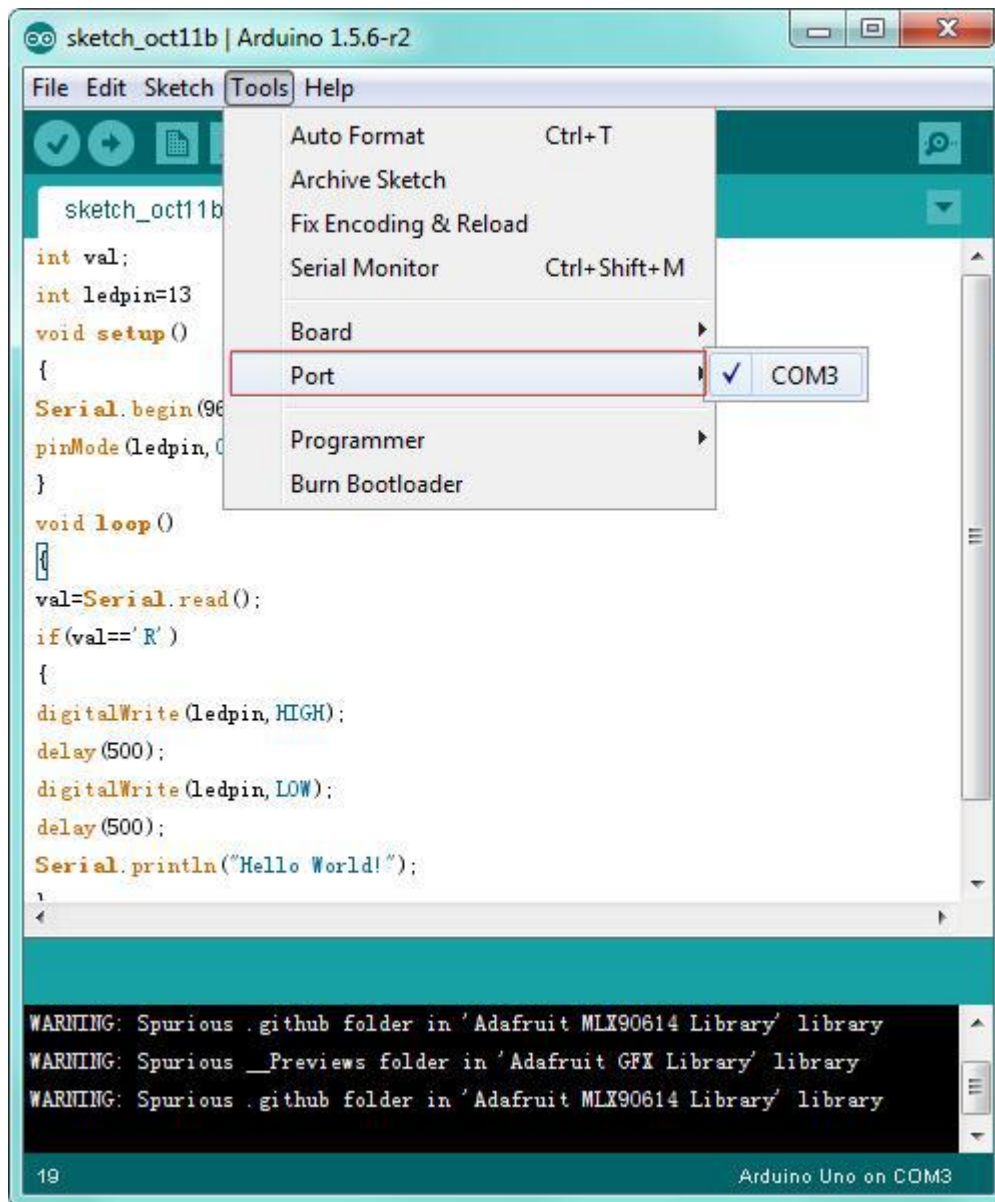 sketch_oct11b | Arduino 1.5.6-r2
File Edit Sketch Tools Help
Auto Format Ctrl+T
Archive Sketch
sketch_oct11b
Fix Encoding & Reload
Serial Monitor Ctrl+Shift+M
Board
Port
COM3
Programmer
Burn Bootloader
int val;
int ledpin=13
void setup()
{
Serial.begin(96
pinMode(ledpin,
}
void loop()
{
val=Serial.read();
if(val=='R')
{
digitalWrite(ledpin,HIGH);
delay(500);
digitalWrite(ledpin,LOW);
delay(500);
Serial.println("Hello World!");
WARNING: Spurious .github folder in 'Adafruit MLX90614 Library' library
WARNING: Spurious __Previews folder in 'Adafruit GFX Library' library
WARNING: Spurious .github folder in 'Adafruit MLX90614 Library' library
19 Arduino Uno on COM3